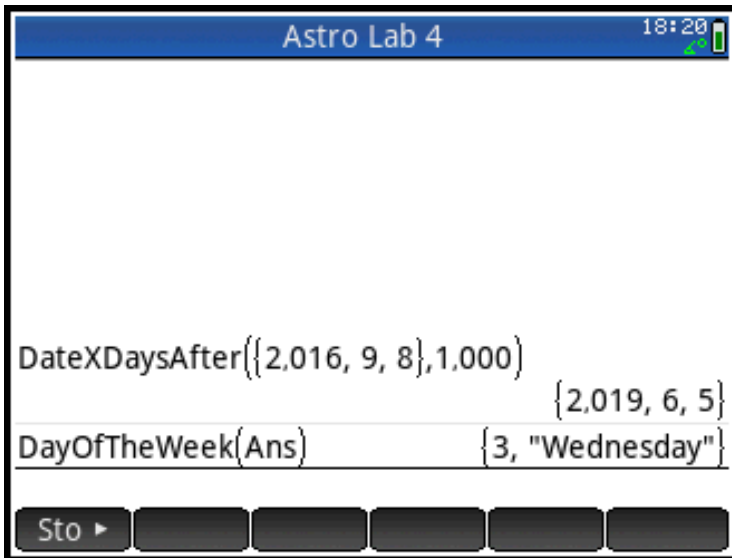 Astro Lab 4
18:20
∡°
DateXDaysAfter({2,016, 9, 8},1,000)
{2,019, 6, 5}
DayOfTheWeek(Ans) {3, "Wednesday"}
Sto ▸